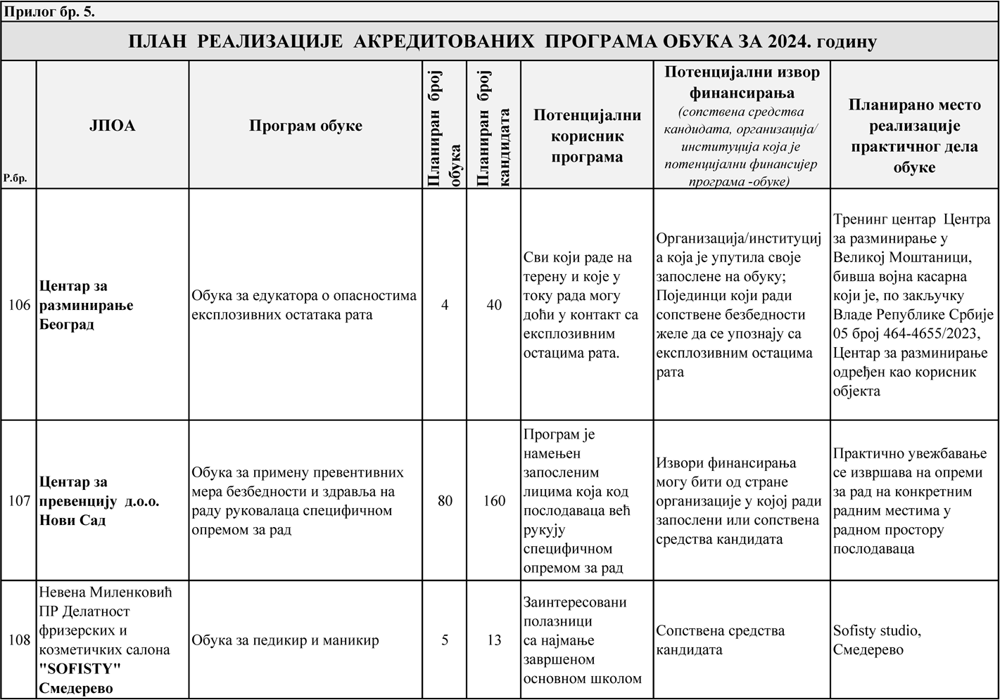 Прилог бр. 5.
ПЛАН РЕАЛИЗАЦИЈЕ АКРЕДИТОВАНИХ ПРОГРАМА ОБУКА ЗА 2024. годину
Р.бр.
ЈПОА
Програм обуке
Планиран број
обука
Планиран број
кандидата
Потенцијални
корисник
програма
Потенцијални извор
финансирања
(сопствена средства
кандидата, организација/
институција која је
потенцијални финансијер
програма -обуке)
Планирано место
реализације
практичног дела
обуке
106
Центар за
разминирање
Београд
Обука за едукатора о опасностима
експлозивних остатака рата
4
40
Сви који раде на
терену и које у
току рада могу
доћи у контакт са
експлозивним
остацима рата.
Организација/институциј
а која је упутила своје
запослене на обуку;
Појединци који ради
сопствене безбедности
желе да се упознају са
експлозивним остацима
рата
Тренинг центар Центра
за разминирање у
Великој Моштаници,
бивша војна касарна
који је, по закључку
Владе Републике Србије
05 број 464-4655/2023,
Центар за разминирање
одређен као корисник
објекта
107
Центар за
превенцију д.о.о.
Нови Сад
Обука за примену превентивних
мера безбедности и здравља на
раду руковалаца специфичном
опремом за рад
80
160
Програм је
намењен
запосленим
лицима која код
послодаваца већ
рукују
специфичном
опремом за рад
Извори финансирања
могу бити од стране
организације у којој ради
запослени или сопствена
средства кандидата
Практично увежбавање
се извршава на опреми
за рад на конкретним
радним местима у
радном простору
послодаваца
108
Невена Миленковић
ПР Делатност
фризерских и
козметичких салона
"SOFISTY"
Смедерево
Обука за педикир и маникир
5
13
Заинтересовани
полазници
са најмање
завршеном
основном школом
Сопствена средства
кандидата
Sofisty studio,
Смедерево